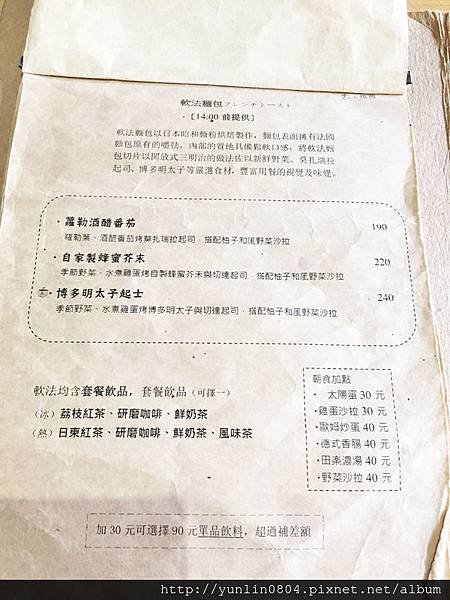 軟法麵包フレンチトースト
·［14:00 前提供］
軟法麵包以日本昭和麵粉烘焙製作，麵包表面擁有法國
麵包原有的嚼勁，內部的質地具備鬆軟口感；將軟法麵
包切片以開放式三明治的做法佐以新鮮野菜、莫扎瑞拉
起司、博多明太子等嚴選食材，豐富用餐的視覺及味覺。
·蘿勒酒醋番茄 190
羅勒葉、酒醋番茄烤莫扎瑞拉起司，搭配柚子和風野菜沙拉
·自家製蜂蜜芥末 220
季節野菜、水煮雞蛋烤自製蜂蜜芥末與切達起司，搭配柚子和風野菜沙拉
·博多明太子起士 240
季節野菜、水煮雞蛋烤博多明太子與切達起司，搭配柚子和風野菜沙拉
軟法均含套餐飲品，套餐飲品（可擇一）
（冰）荔枝紅茶、研磨咖啡、鮮奶茶
（熱）日東紅茶、研磨咖啡、鮮奶茶、風味茶
朝食加點
· 太陽蛋 30 元
·雞蛋沙拉 30 元
·歐姆炒蛋 40 元
·德式香腸 40 元
·田楽濃湯 40 元
·野菜沙拉 40 元
加 30 元可選擇 90 元單品飲料，超過補差額
http://yunlin0804.pixnet.net/album